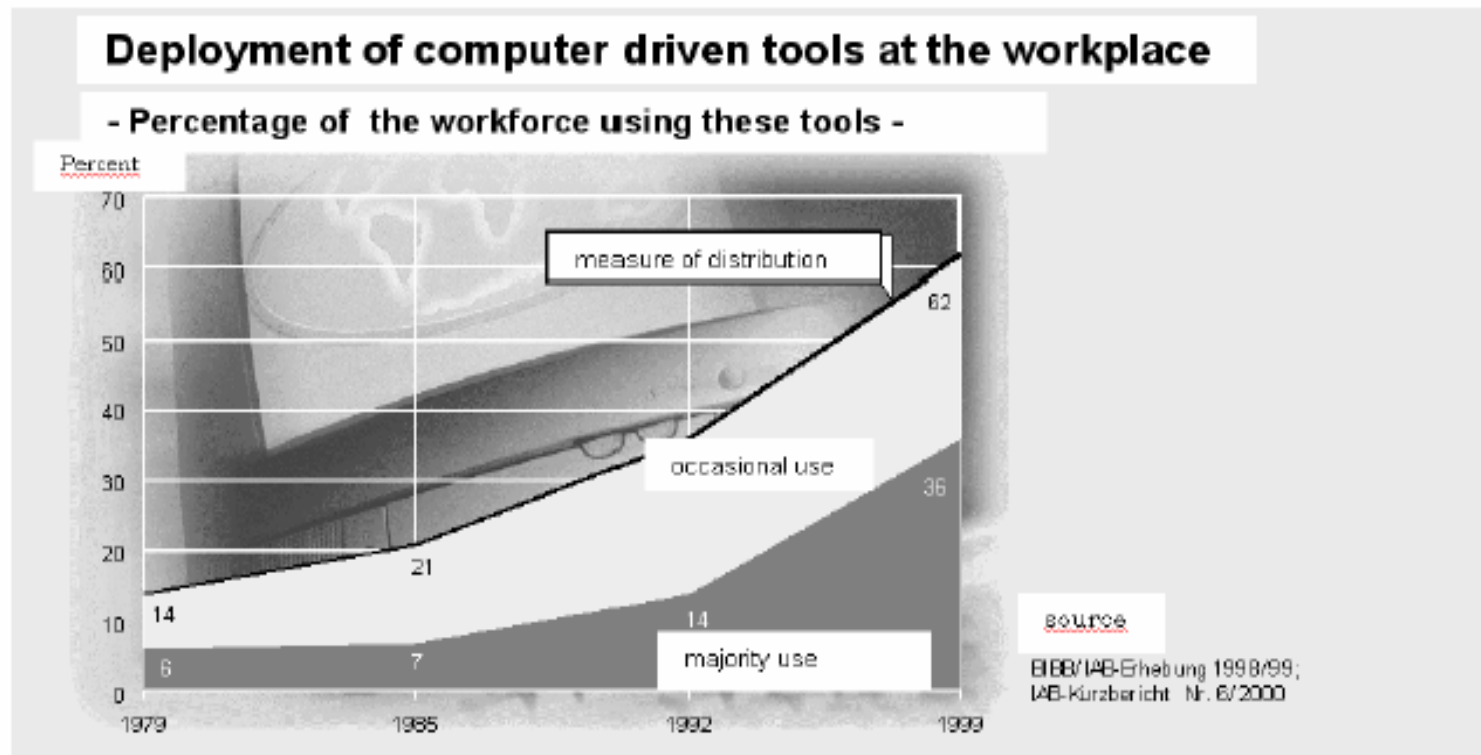 Deployment of computer driven tools at the workplace
- Percentage of the workforce using these tools -
Percent
70
60
50
40
30
20
10
0
measure of distribution
62
occasional use
36
21
14
14
majority use
7
6
1979
1985
1992
1999
source
BIBB/IAB-Erhebung 1998/99;
IAB-Kurzbericht Nr. 6/2000